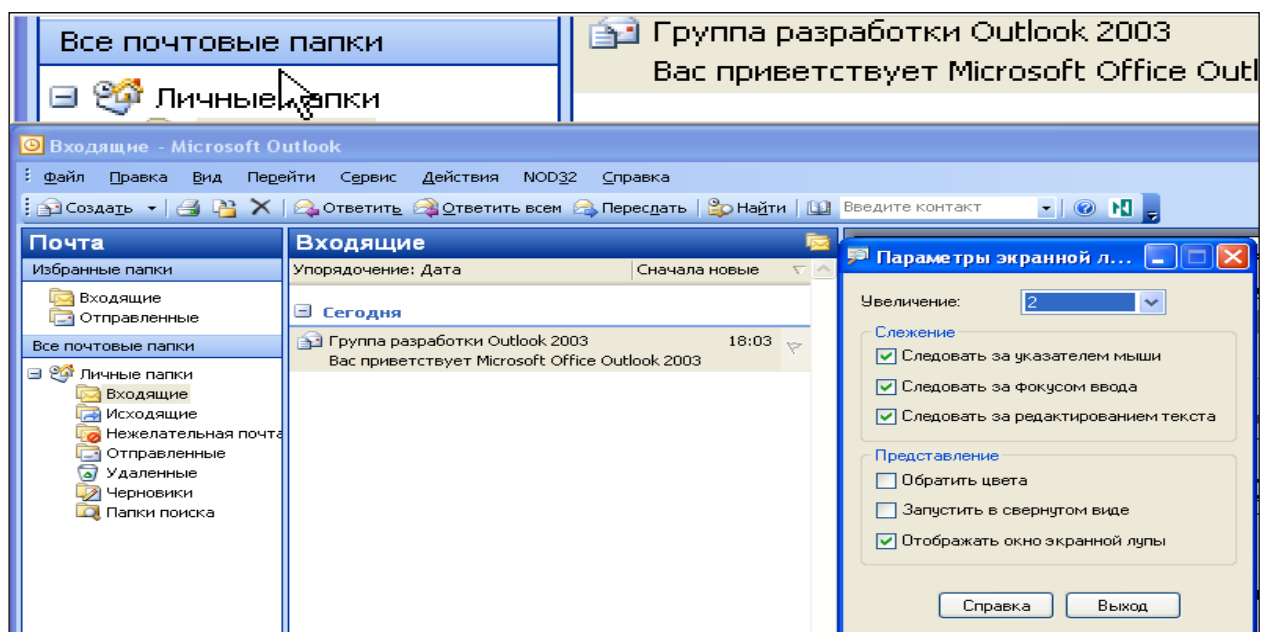 Все почтовые папки
Личные папки
Группа разработки Outlook 2003
Вас приветствует Microsoft Office Outl
Входящие - Microsoft Outlook
Файл Правка Вид Перейти Сервис Действия NOD32 Справка
Создать Ответить Ответить всем Переслать Найти Введите контакт
Почта
Избранные папки
Входящие
Отправленные
Все почтовые папки
Личные папки
Входящие
Исходящие
Нежелательная почта
Отправленные
Удаленные
Черновики
Папки поиска
Входящие
Упорядочение: Дата Сначала новые
Сегодня
Группа разработки Outlook 2003 18:03
Вас приветствует Microsoft Office Outlook 2003
Параметры экранной л...
Увеличение: 2
Слежение
Следовать за указателем мыши
Следовать за фокусом ввода
Следовать за редактированием текста
Представление
Обратить цвета
Запустить в свернутом виде
Отображать окно экранной лупы
Справка Выход